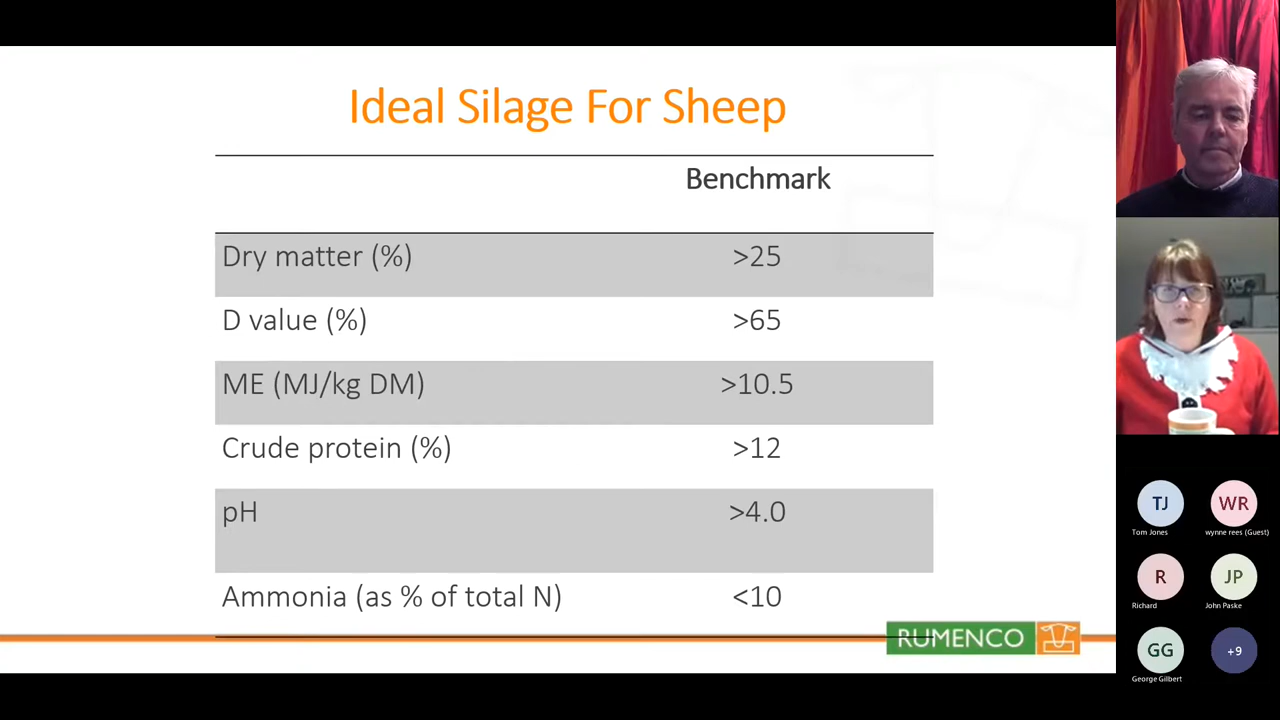 Ideal Silage For Sheep
Benchmark
Dry matter (%) >25
D value (%) >65
ME (MJ/kg DM) >10.5
Crude protein (%) >12
pH >4.0
Ammonia (as % of total N) <10
RUMENCO
TJ WR
Tom Jones wynne rees (Guest)
R JP
Richard John Paske
GG +9
George Gilbert